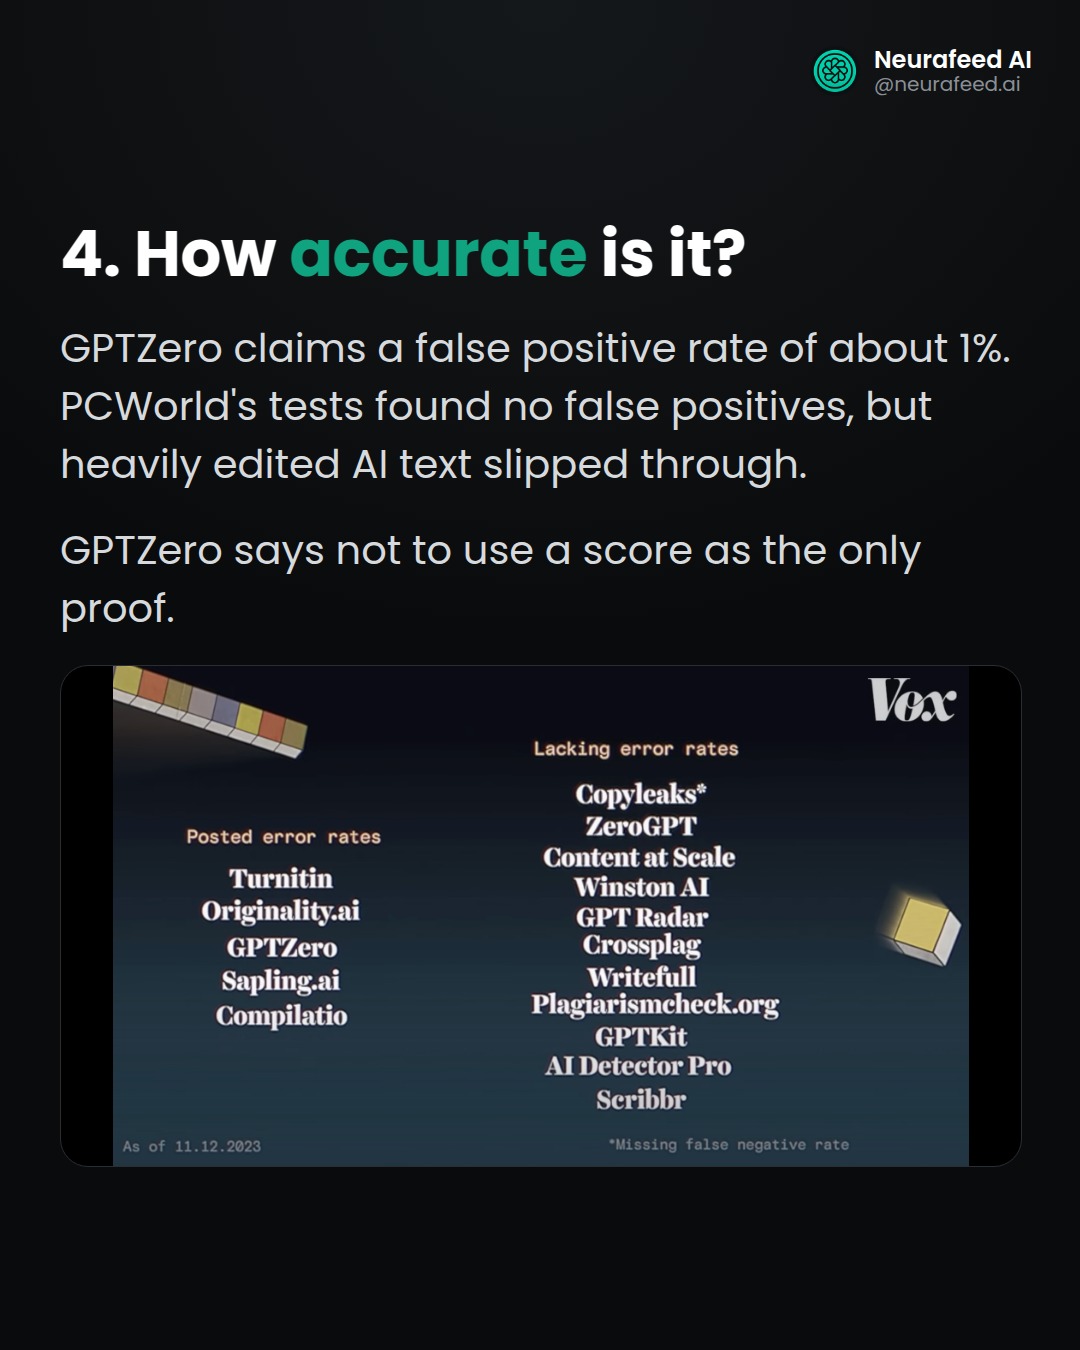 Neurafeed AI
@neurafeed.ai
4. How accurate is it?
GPTZero claims a false positive rate of about 1%.
PCWorld's tests found no false positives, but
heavily edited AI text slipped through.
GPTZero says not to use a score as the only
proof.
Vox
Posted error rates
Turnitin
Originality.ai
GPTZero
Sapling.ai
Compilatio
Lacking error rates
Copyleaks*
ZeroGPT
Content at Scale
Winston AI
GPT Radar
Crossplag
Writefull
Plagiarismcheck.org
GPTKit
AI Detector Pro
Scribbr
As of 11.12.2023
*Missing false negative rate